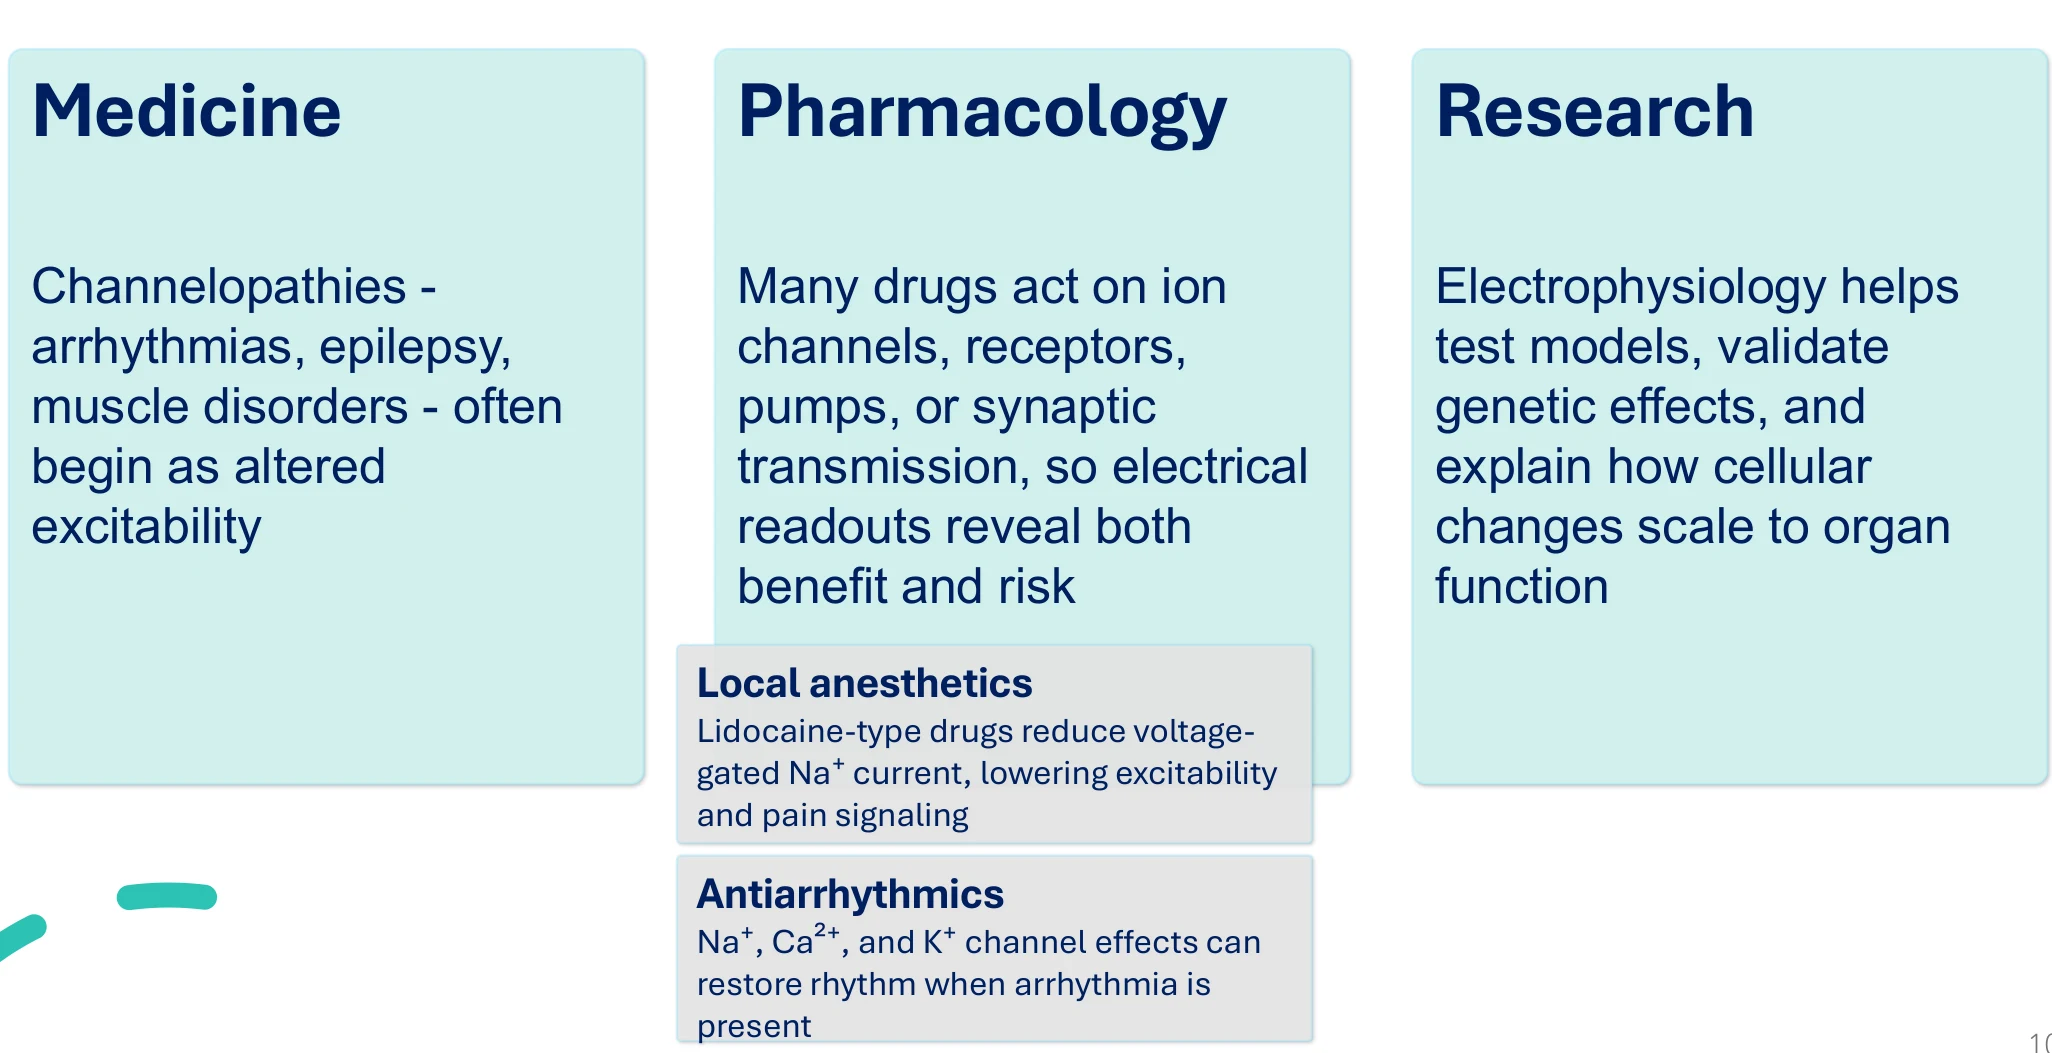 Medicine
Channelopathies -
arrhythmias, epilepsy,
muscle disorders - often
begin as altered
excitability
Pharmacology
Many drugs act on ion
channels, receptors,
pumps, or synaptic
transmission, so electrical
readouts reveal both
benefit and risk
Local anesthetics
Lidocaine-type drugs reduce voltage-
gated Na⁺ current, lowering excitability
and pain signaling
Antiarrhythmics
Na⁺, Ca²⁺, and K⁺ channel effects can
restore rhythm when arrhythmia is
present
Research
Electrophysiology helps
test models, validate
genetic effects, and
explain how cellular
changes scale to organ
function